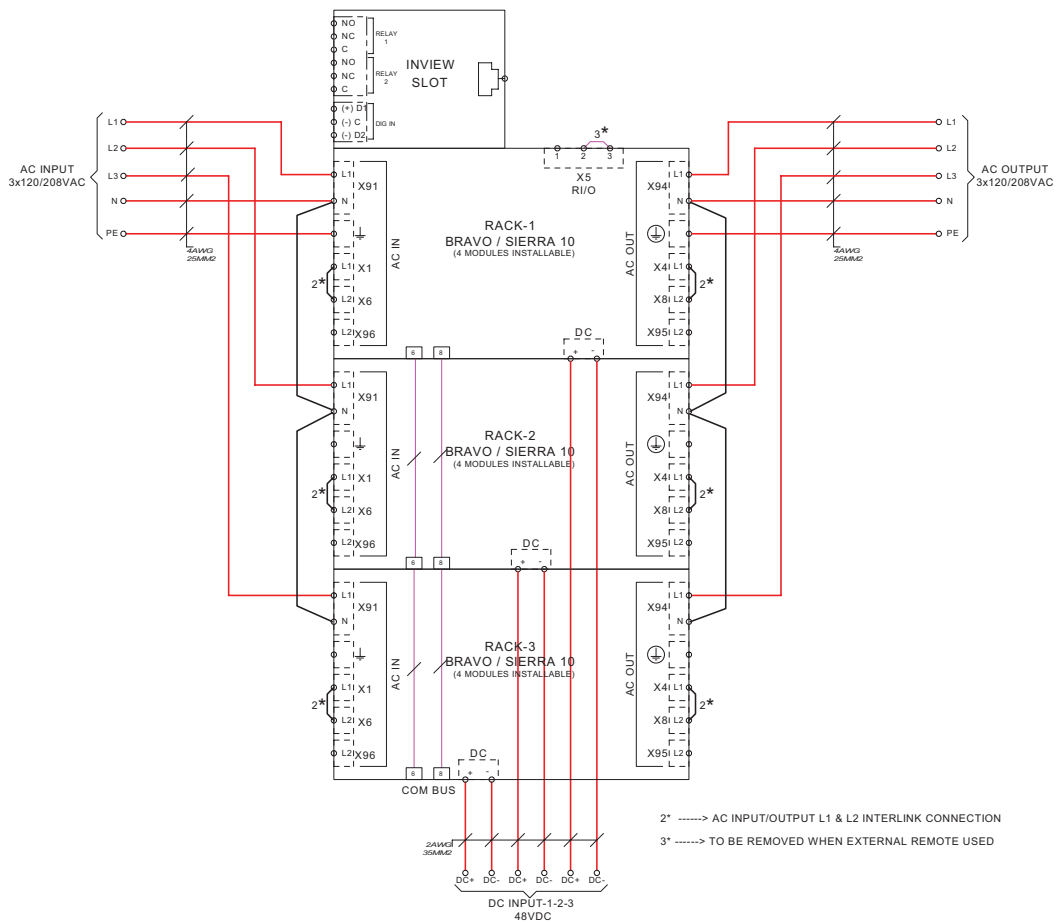 NO
NC
C
RELAY
1
NO
NC
C
RELAY
2
(+) D1
(-) C
(-) D2
DIG IN
INVIEW
SLOT
L1
L2
L3
N
PE
AC INPUT
3x120/208VAC
4AWG
25MM2
L1
L2
L3
N
PE
AC OUTPUT
3x120/208VAC
4AWG
25MM2
3*
1 2 3
X5
RI/O
L1
X91
N
L1 X1
2*
L2 X6
L2 X96
AC IN
RACK-1
BRAVO / SIERRA 10
(4 MODULES INSTALLABLE)
AC OUT
X94 L1
N
X4 L1
2*
X8 L2
X95 L2
DC
+ -
6 8
L1
X91
N
L1 X1
2*
L2 X6
L2 X96
AC IN
RACK-2
BRAVO / SIERRA 10
(4 MODULES INSTALLABLE)
AC OUT
X94 L1
N
X4 L1
2*
X8 L2
X95 L2
DC
+ -
6 8
L1
X91
N
L1 X1
2*
L2 X6
L2 X96
AC IN
RACK-3
BRAVO / SIERRA 10
(4 MODULES INSTALLABLE)
AC OUT
X94 L1
N
X4 L1
2*
X8 L2
X95 L2
DC
+ -
6 8
COM BUS
2AWG
35MM2
DC+ DC- DC+ DC- DC+ DC-
DC INPUT-1-2-3
48VDC
2* ------> AC INPUT/OUTPUT L1 & L2 INTERLINK CONNECTION
3* ------> TO BE REMOVED WHEN EXTERNAL REMOTE USED